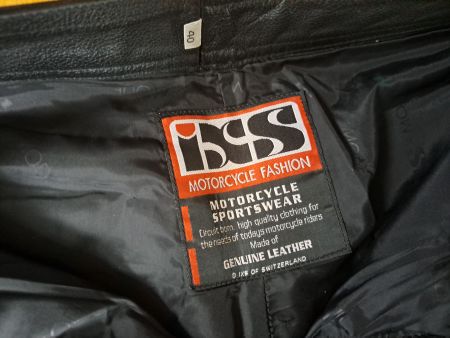 40
ixs
MOTORCYCLE FASHION
MOTORCYCLE
SPORTSWEAR
Circuit born, high quality clothing for
the needs of todays motorcycle riders
Made of
GENUINE LEATHER
© IXS OF SWITZERLAND